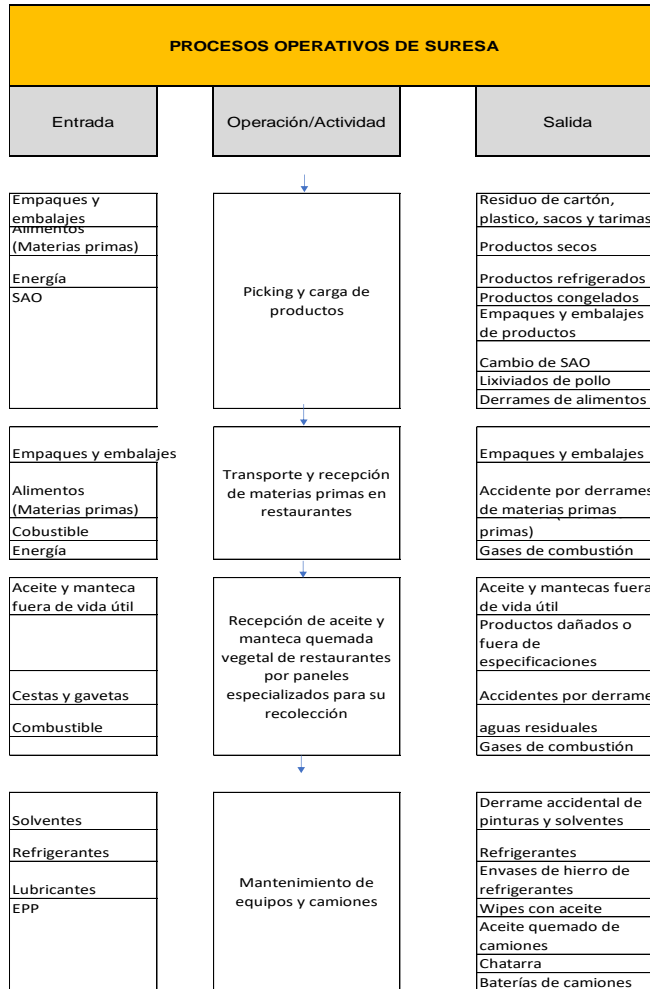 PROCESOS OPERATIVOS DE SURESA
Entrada
Operación/Actividad
Salida
Empaques y
embalajes
Alimentos
(Materias primas)
Energía
SAO
Picking y carga de
productos
Residuo de cartón,
plastico, sacos y tarimas
Productos secos
Productos refrigerados
Productos congelados
Empaques y embalajes
de productos
Cambio de SAO
Lixiviados de pollo
Derrames de alimentos
Empaques y embalajes
Alimentos
(Materias primas)
Cobustible
Energía
Transporte y recepción
de materias primas en
restaurantes
Empaques y embalajes
Accidente por derrames
de materias primas
primas)
Gases de combustión
Aceite y manteca
fuera de vida útil
Cestas y gavetas
Combustible
Recepción de aceite y
manteca quemada
vegetal de restaurantes
por paneles
especializados para su
recolección
Aceite y mantecas fuera
de vida útil
Productos dañados o
fuera de
especificaciones
Accidentes por derrame
aguas residuales
Gases de combustión
Solventes
Refrigerantes
Lubricantes
EPP
Mantenimiento de
equipos y camiones
Derrame accidental de
pinturas y solventes
Refrigerantes
Envases de hierro de
refrigerantes
Wipes con aceite
Aceite quemado de
camiones
Chatarra
Baterías de camiones